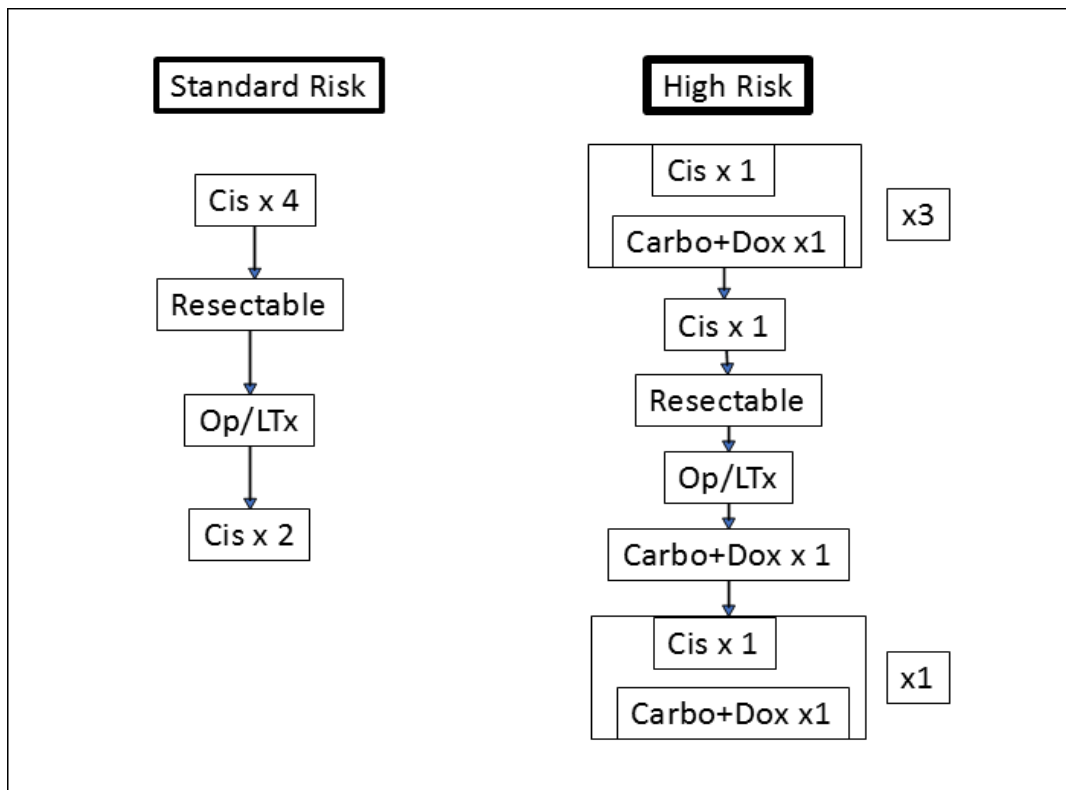 Standard Risk
Cis x 4
Resectable
Op/LTx
Cis x 2
High Risk
Cis x 1
Carbo+Dox x1
x3
Cis x 1
Resectable
Op/LTx
Carbo+Dox x 1
Cis x 1
Carbo+Dox x1
x1